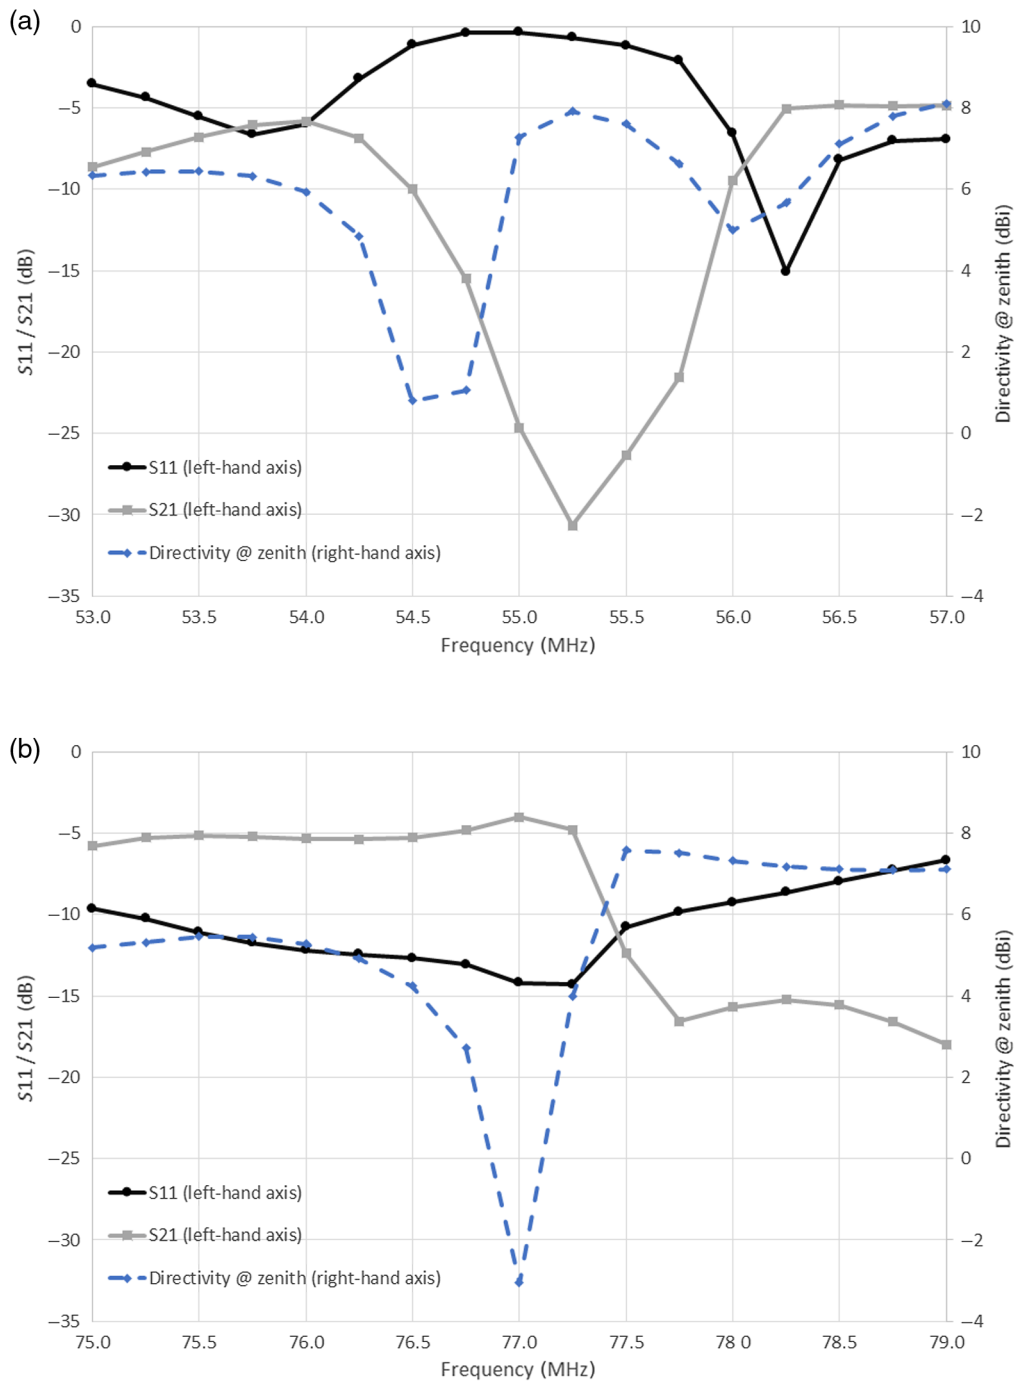 (a)
0
−5
−10
−15
−20
−25
−30
−35
S11 / S21 (dB)
10
8
6
4
2
0
−2
−4
Directivity @ zenith (dBi)
S11 (left-hand axis)
S21 (left-hand axis)
Directivity @ zenith (right-hand axis)
53.0 53.5 54.0 54.5 55.0 55.5 56.0 56.5 57.0
Frequency (MHz)
(b)
0
−5
−10
−15
−20
−25
−30
−35
S11 / S21 (dB)
10
8
6
4
2
0
−2
−4
Directivity @ zenith (dBi)
S11 (left-hand axis)
S21 (left-hand axis)
Directivity @ zenith (right-hand axis)
75.0 75.5 76.0 76.5 77.0 77.5 78 0 78.5 79.0
Frequency (MHz)